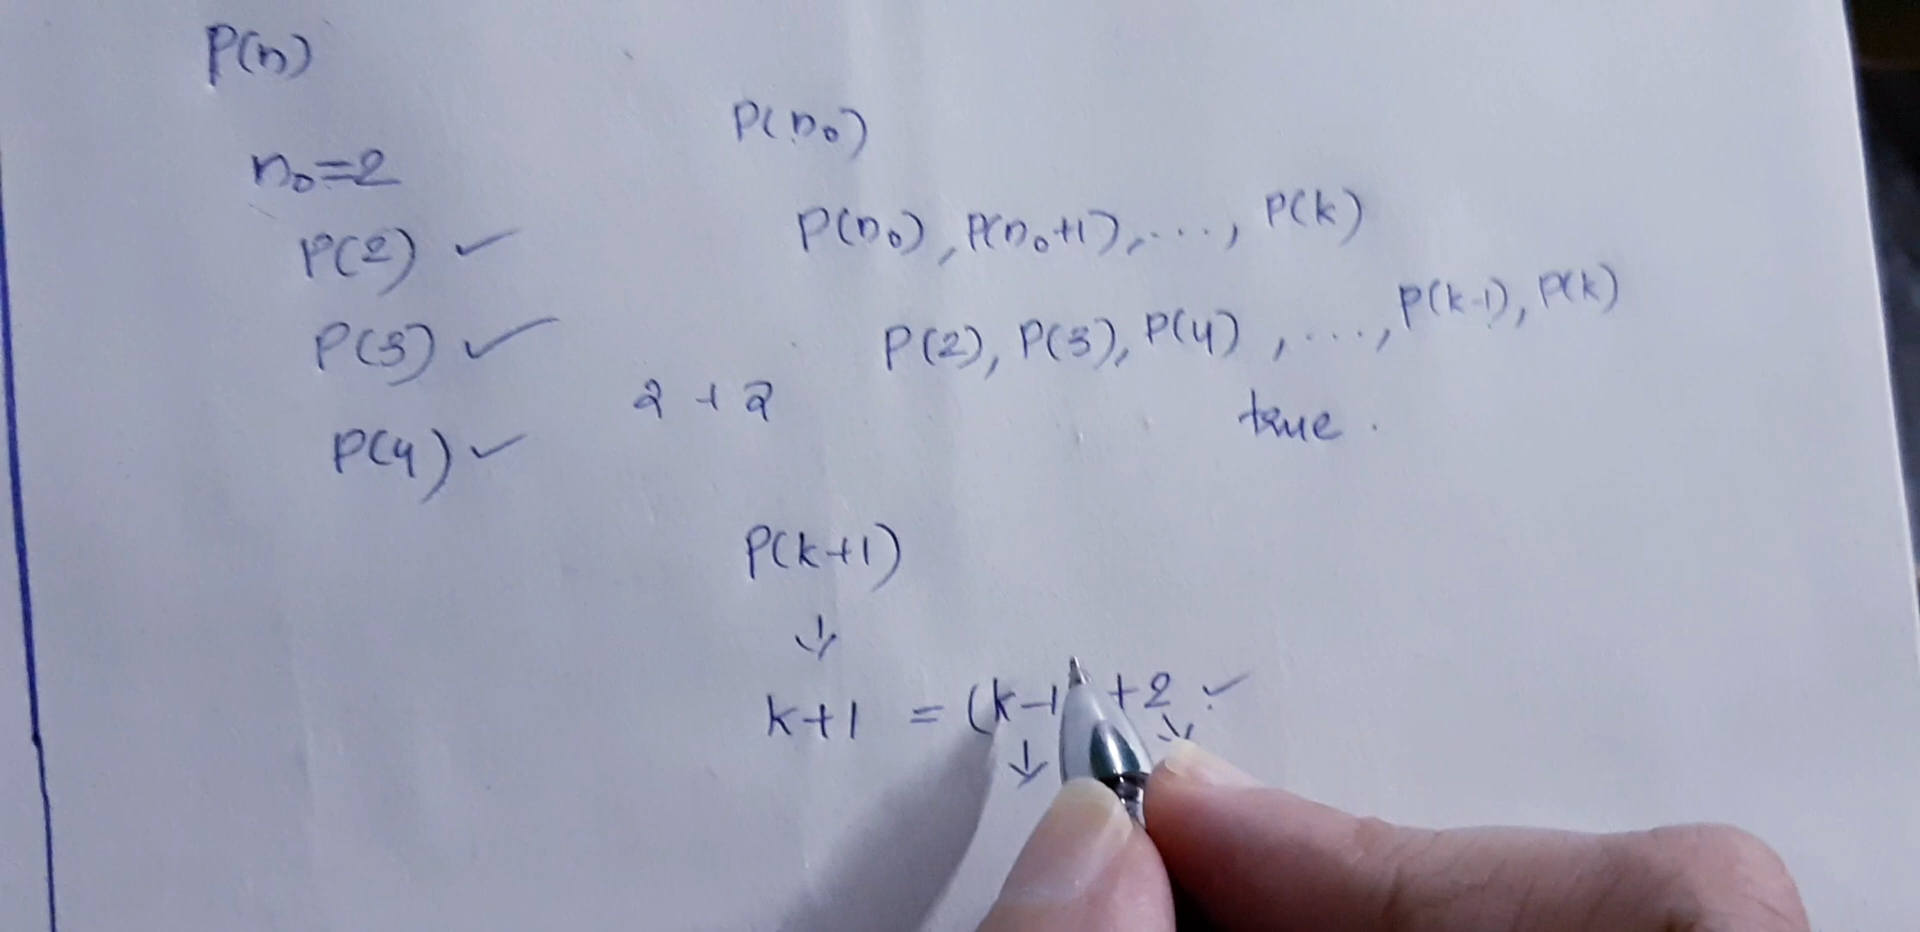 P(n)
P(n₀)
n₀=2
P(2) ✓
P(n₀), P(n₀+1), ..., P(k)
P(3) ✓
P(2), P(3), P(4), ...., P(k-1), P(k)
2 + 2
true.
P(4) ✓
P(k+1)
↓
k+1 = (k-1 +2 ✓
↓ ↓